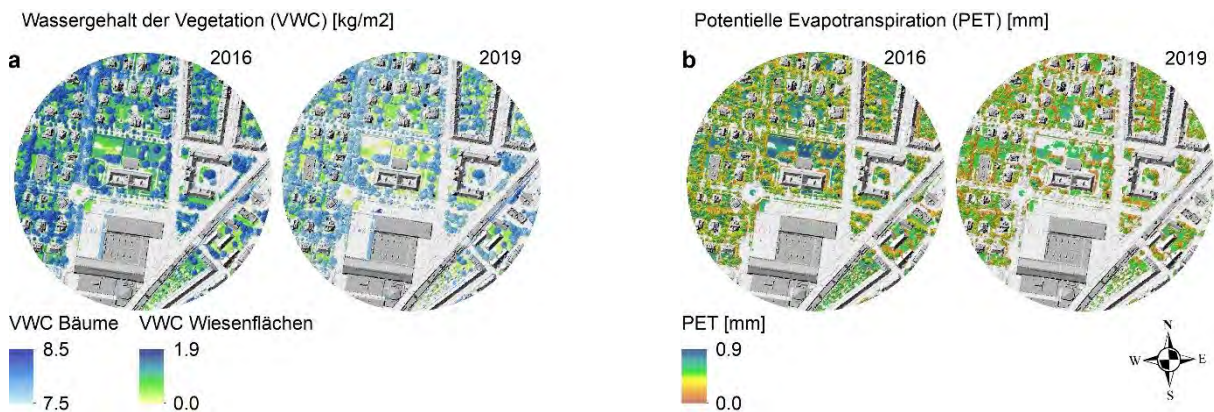 Wassergehalt der Vegetation (VWC) [kg/m2]
Potentielle Evapotranspiration (PET) [mm]
a
2016
2019
b
2016
2019
VWC Bäume
VWC Wiesenflächen
8.5
7.5
1.9
0.0
PET [mm]
0.9
0.0
N
W
E
S